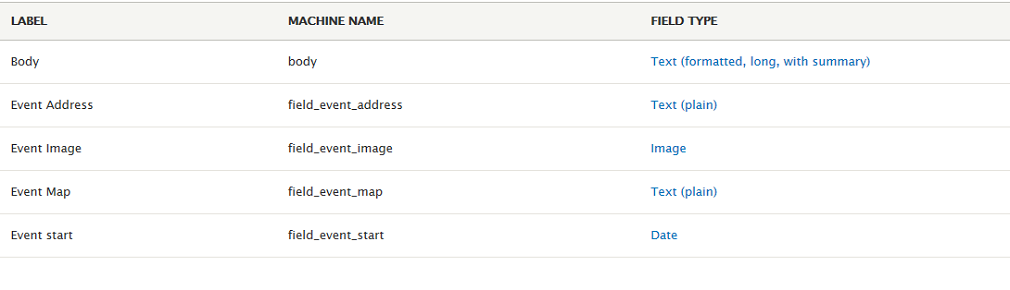 LABEL MACHINE NAME FIELD TYPE
Body body Text (formatted, long, with summary)
Event Address field_event_address Text (plain)
Event Image field_event_image Image
Event Map field_event_map Text (plain)
Event start field_event_start Date